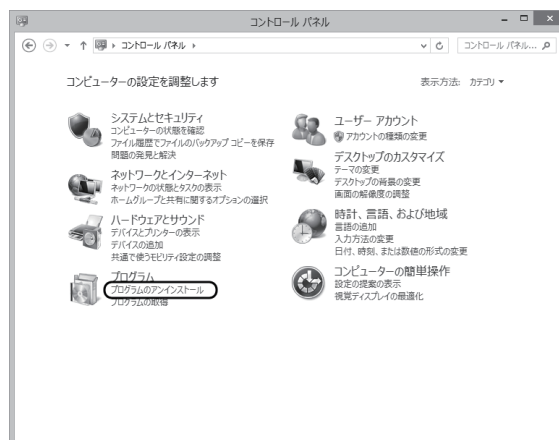 コントロール パネル
コントロール パネル
コントロール パネル...
コンピューターの設定を調整します
表示方法: カテゴリ
システムとセキュリティ
コンピューターの状態を確認
ファイル履歴でファイルのバックアップ コピーを保存
問題の発見と解決
ネットワークとインターネット
ネットワークの状態とタスクの表示
ホームグループと共有に関するオプションの選択
ハードウェアとサウンド
デバイスとプリンターの表示
デバイスの追加
共通で使うモビリティ設定の調整
プログラム
プログラムのアンインストール
プログラムの取得
ユーザー アカウント
アカウントの種類の変更
デスクトップのカスタマイズ
テーマの変更
デスクトップの背景の変更
画面の解像度の調整
時計、言語、および地域
言語の追加
入力方法の変更
日付、時刻、または数値の形式の変更
コンピューターの簡単操作
設定の提案の表示
視覚ディスプレイの最適化